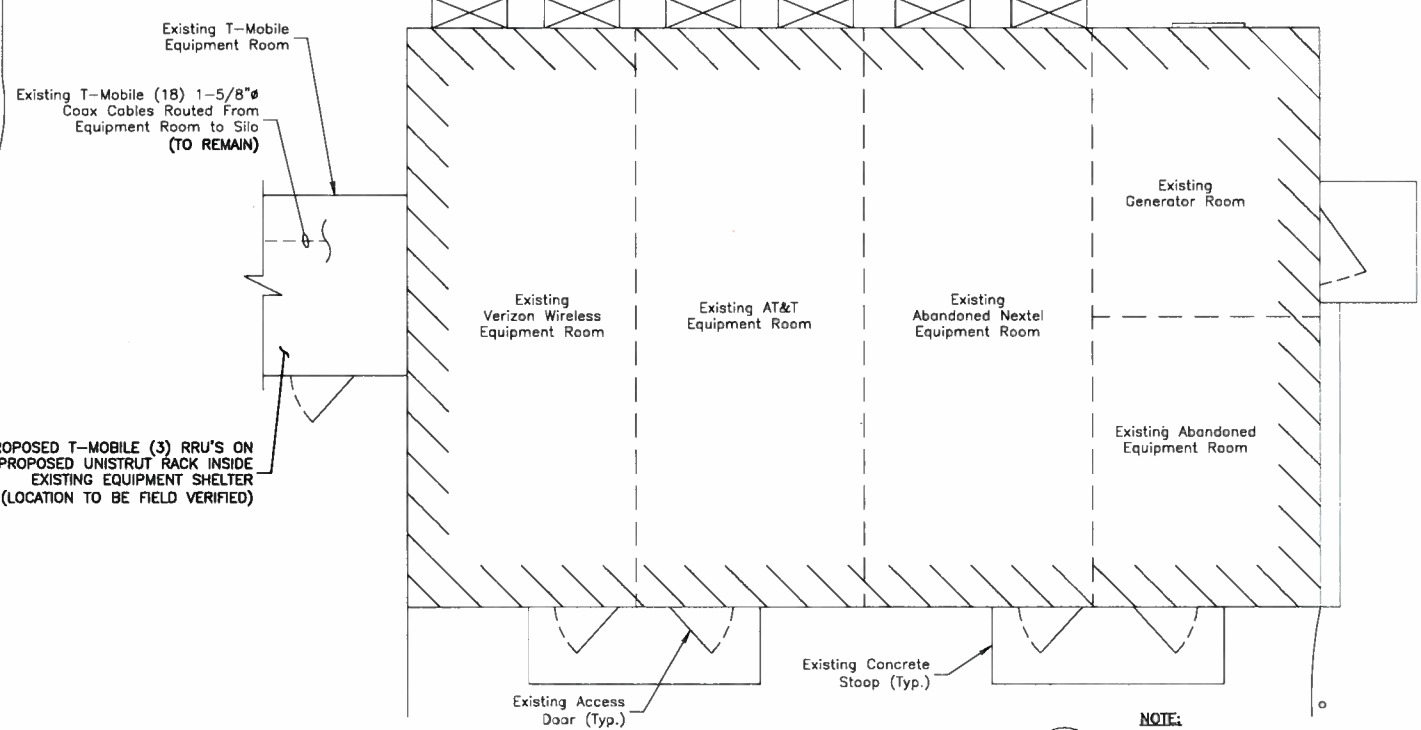 Existing T-Mobile
Equipment Room
Existing T-Mobile (18) 1-5/8"ø
Coax Cables Routed From
Equipment Room to Silo
(TO REMAIN)
Existing
Generator Room
Existing
Verizon Wireless
Equipment Room
Existing AT&T
Equipment Room
Existing
Abandoned Nextel
Equipment Room
Existing Abandoned
Equipment Room
ROPOSED T-MOBILE (3) RRU'S ON
PROPOSED UNISTRUT RACK INSIDE
EXISTING EQUIPMENT SHELTER
(LOCATION TO BE FIELD VERIFIED)
Existing Concrete
Stoop (Typ.)
Existing Access
Door (Typ.)
NOTE: